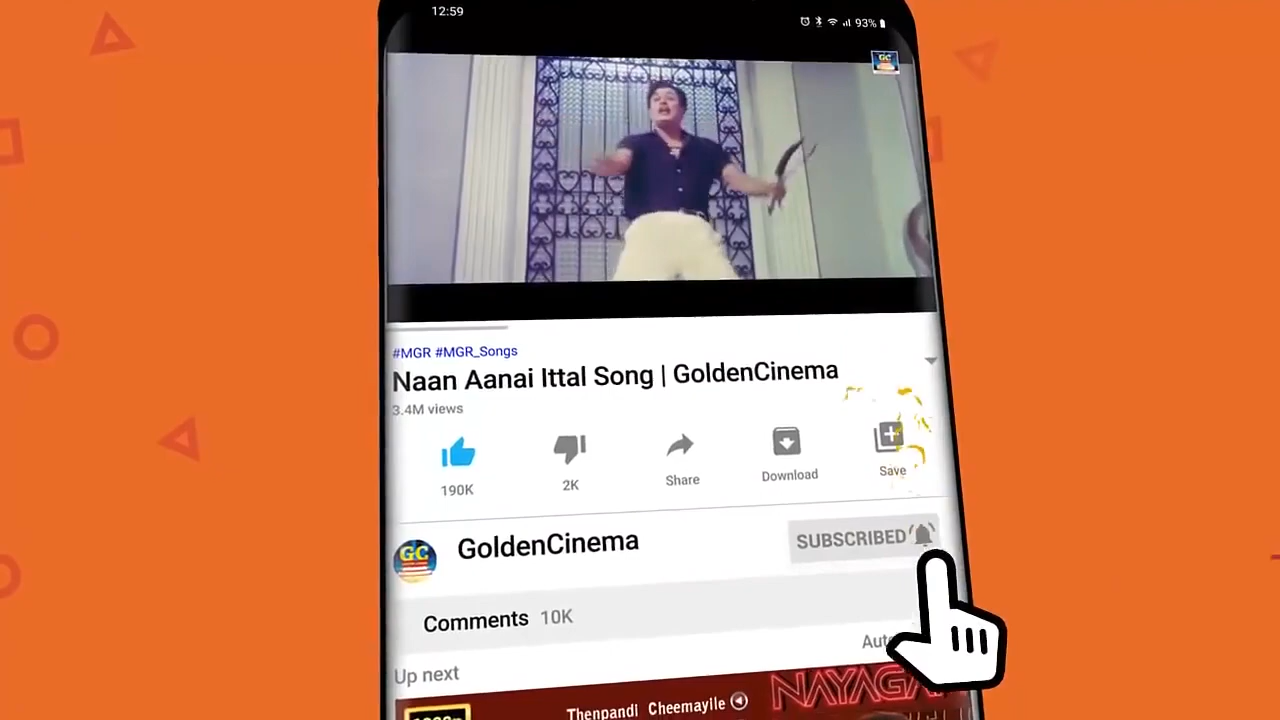 12:59
93%
GC
#MGR #MGR_Songs
Naan Aanai Ittal Song | GoldenCinema
3.4M views
190K
2K
Share
Download
Save
GC
GoldenCinema
SUBSCRIBED
Comments 10K
Up next
Thenpandi Cheemayile